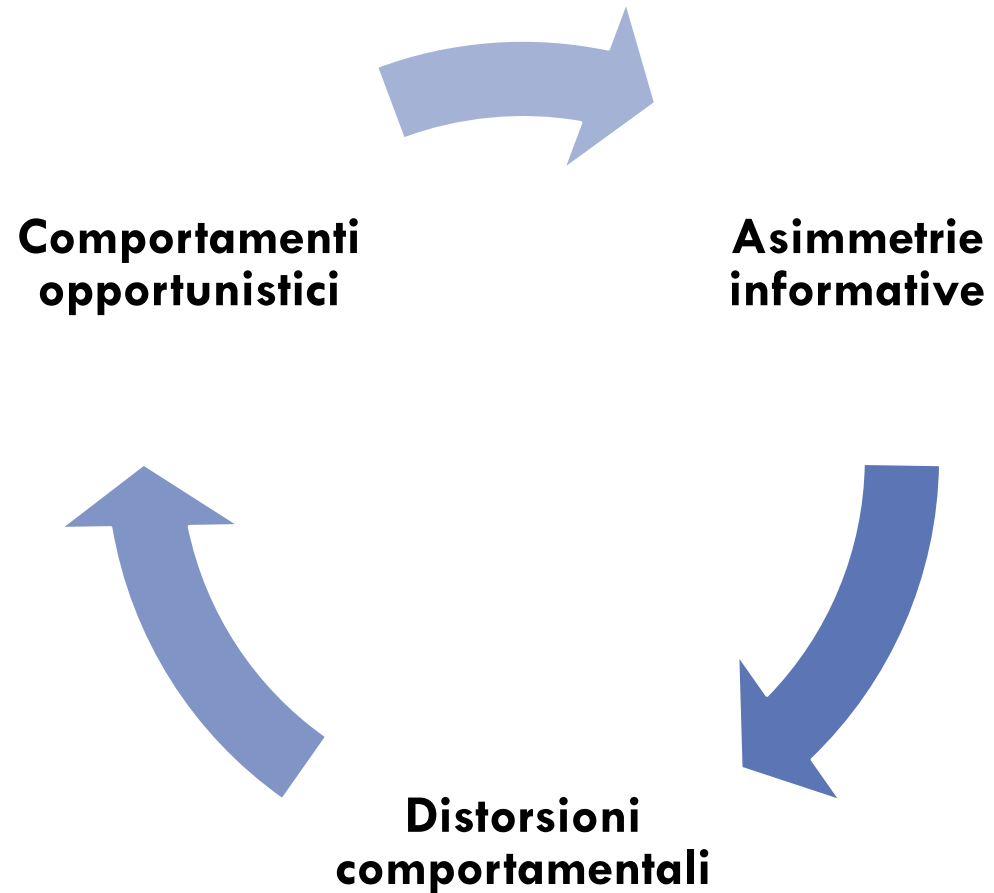 Comportamenti
opportunistici
Asimmetrie
informative
Distorsioni
comportamentali